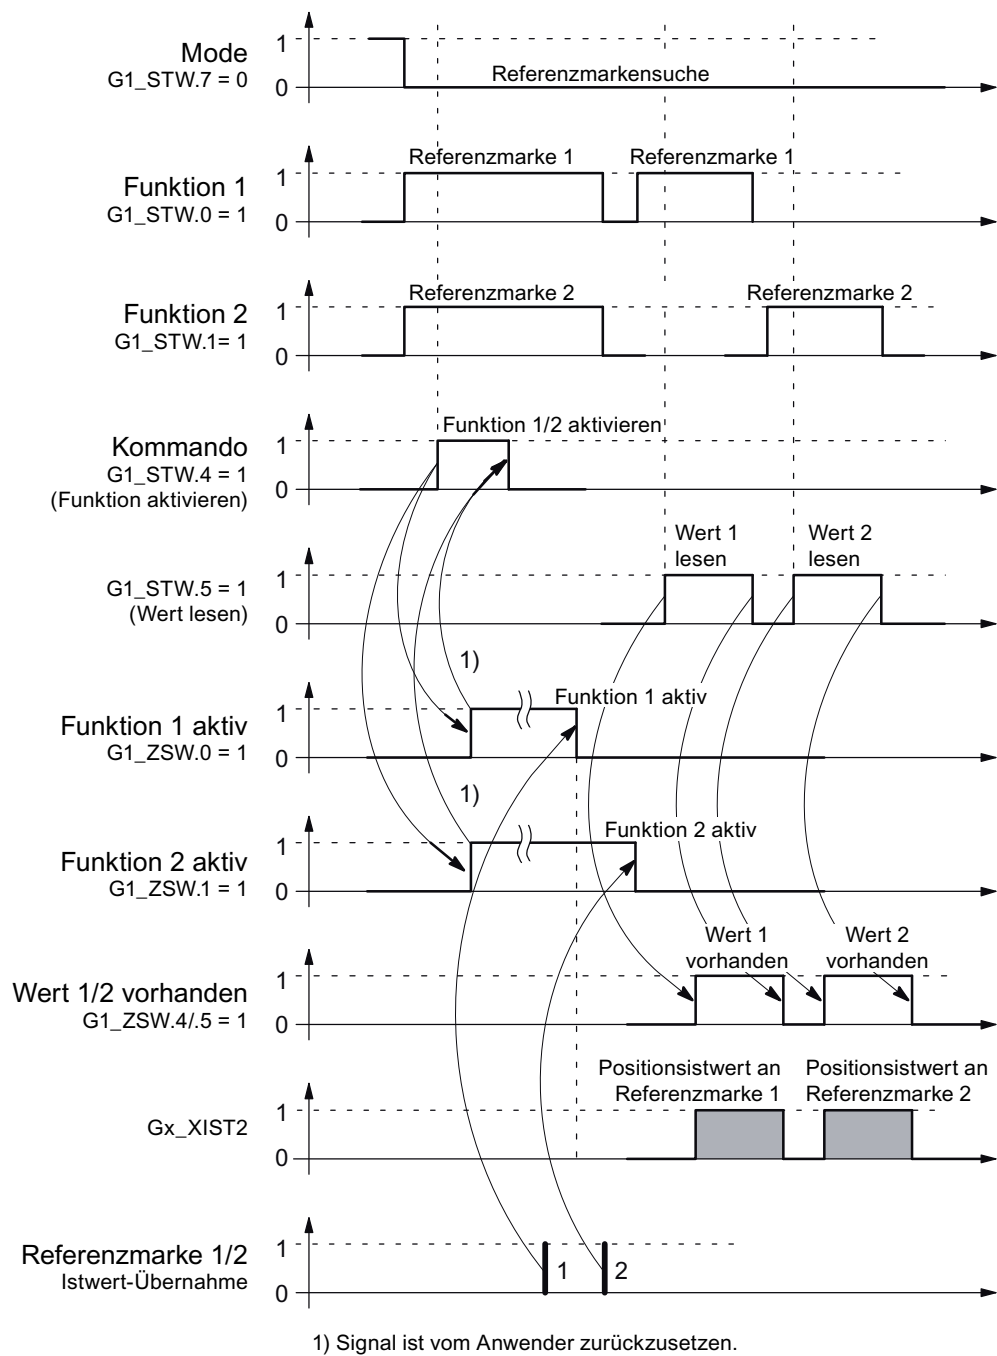 Mode
G1_STW.7 = 0
1
0
Referenzmarkensuche
Funktion 1
G1_STW.0 = 1
1
0
Referenzmarke 1
Referenzmarke 1
Funktion 2
G1_STW.1= 1
1
0
Referenzmarke 2
Referenzmarke 2
Kommando
G1_STW.4 = 1
(Funktion aktivieren)
1
0
Funktion 1/2 aktivieren
G1_STW.5 = 1
(Wert lesen)
1
0
Wert 1
lesen
Wert 2
lesen
1)
Funktion 1 aktiv
G1_ZSW.0 = 1
1
0
Funktion 1 aktiv
1)
Funktion 2 aktiv
G1_ZSW.1 = 1
1
0
Funktion 2 aktiv
Wert 1/2 vorhanden
G1_ZSW.4/.5 = 1
1
0
Wert 1
vorhanden
Wert 2
vorhanden
Gx_XIST2
1
0
Positionsistwert an
Referenzmarke 1
Positionsistwert an
Referenzmarke 2
Referenzmarke 1/2
Istwert-Übernahme
1
0
1
2
1) Signal ist vom Anwender zurückzusetzen.